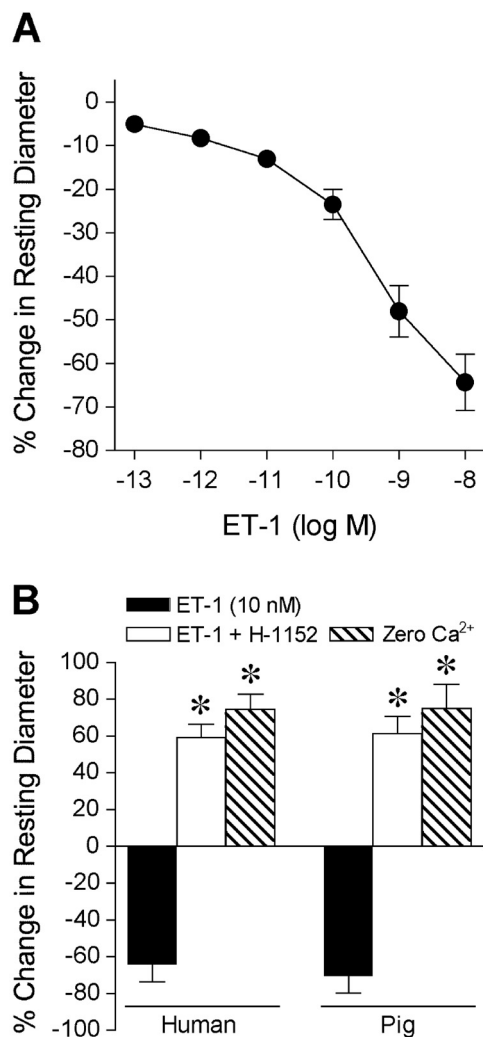 A
% Change in Resting Diameter
0
-10
-20
-30
-40
-50
-60
-70
-80
-13 -12 -11 -10 -9 -8
ET-1 (log M)
B
ET-1 (10 nM)
ET-1 + H-1152 Zero Ca²⁺
% Change in Resting Diameter
100
80
60
40
20
0
-20
-40
-60
-80
-100
* * * *
Human Pig